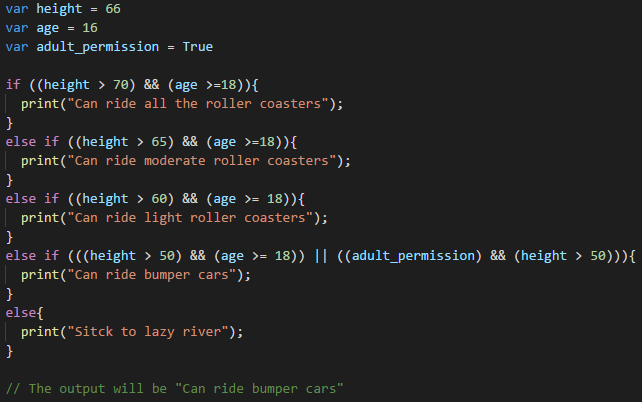 var height = 66
var age = 16
var adult_permission = True
if ((height > 70) && (age >=18)){
print("Can ride all the roller coasters");
}
else if ((height > 65) && (age >=18)){
print("Can ride moderate roller coasters");
}
else if ((height > 60) && (age >= 18)){
print("Can ride light roller coasters");
}
else if (((height > 50) && (age >= 18)) || ((adult_permission) && (height > 50))){
print("Can ride bumper cars");
}
else{
print("Sitck to lazy river");
}
// The output will be "Can ride bumper cars"